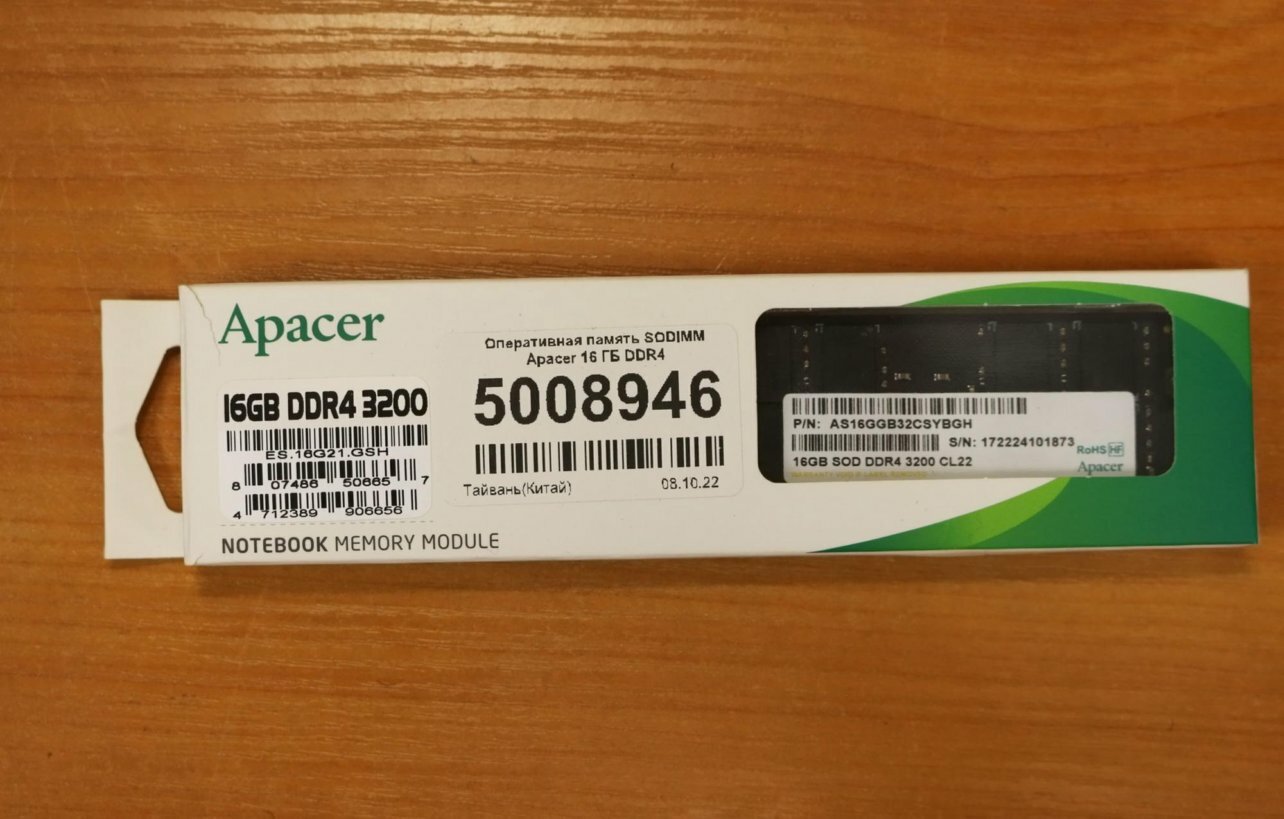 Apacer
16GB DDR4 3200
ES.16G21.GSH
8 07486 50665 7
4 712389 906656
NOTEBOOK MEMORY MODULE
Оперативная память SODIMM
Apacer 16 ГБ DDR4
5008946
Тайвань(Китай) 08.10.22
P/N: AS16GGB32CSYBGH
S/N: 172224101873
16GB SOD DDR4 3200 CL22
RoHS HF
Apacer